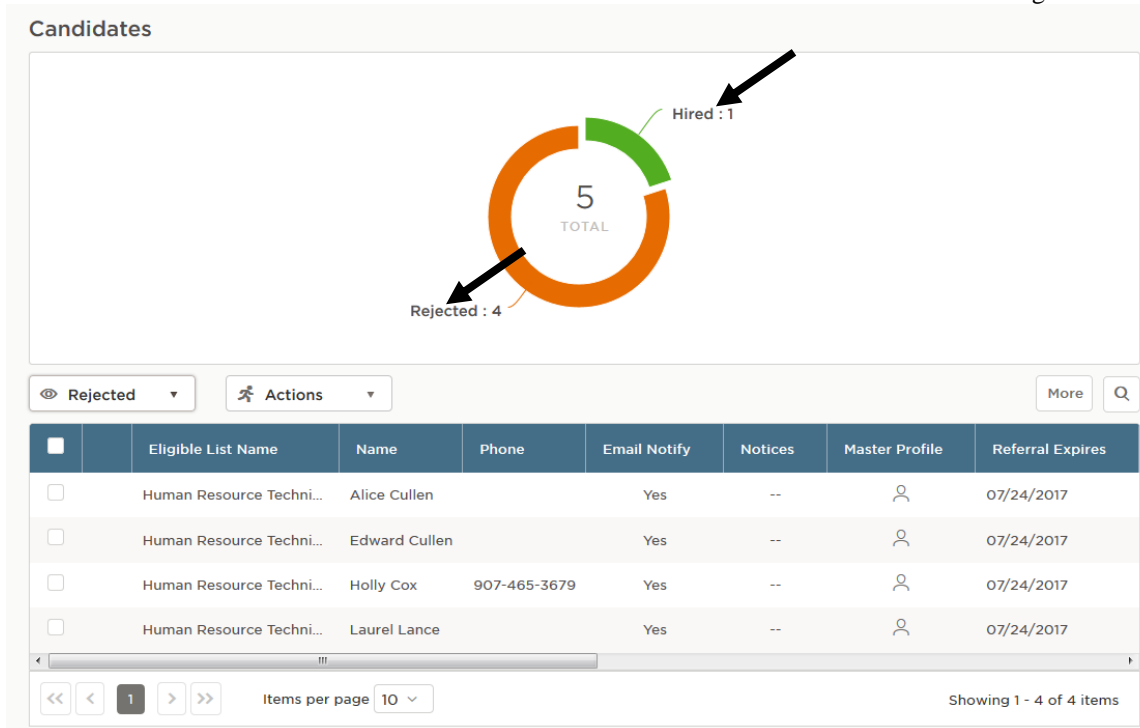 Candidates
Hired : 1
5
TOTAL
Rejected : 4
Rejected Actions More
Eligible List Name Name Phone Email Notify Notices Master Profile Referral Expires
Human Resource Techni... Alice Cullen Yes -- 07/24/2017
Human Resource Techni... Edward Cullen Yes -- 07/24/2017
Human Resource Techni... Holly Cox 907-465-3679 Yes -- 07/24/2017
Human Resource Techni... Laurel Lance Yes -- 07/24/2017
<< < 1 > >> Items per page 10 Showing 1 - 4 of 4 items